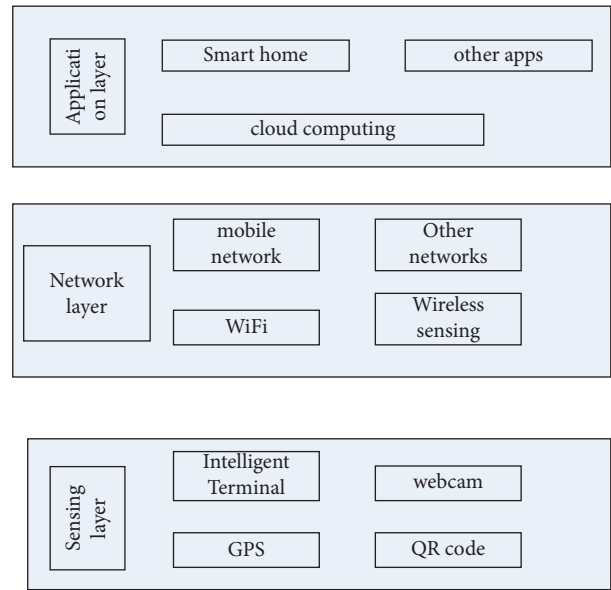 Applicati
on layer
Smart home
other apps
cloud computing
Network
layer
mobile
network
Other
networks
WiFi
Wireless
sensing
Sensing
layer
Intelligent
Terminal
webcam
GPS
QR code